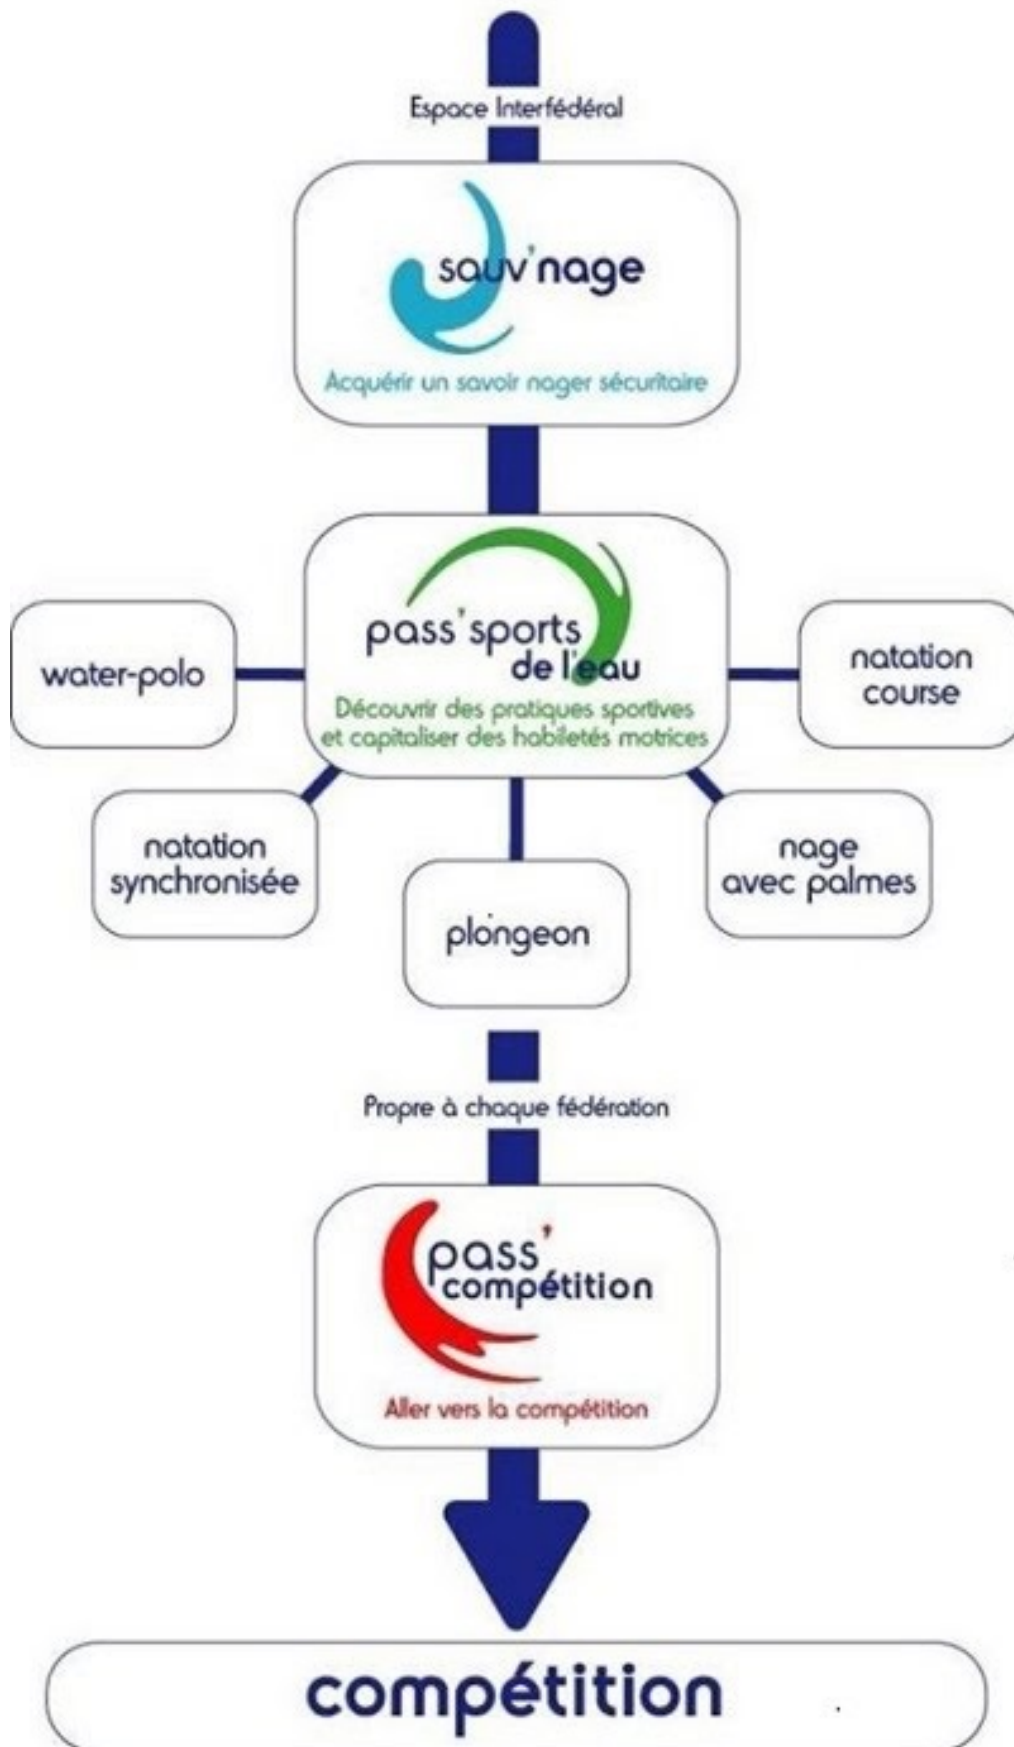 Espace Interfédéral
sauv'nage
Acquérir un savoir nager sécuritaire
pass'sports
de l'eau
Découvrir des pratiques sportives
et capitaliser des habiletés motrices
water-polo
natation
course
natation
synchronisée
plongeon
nage
avec palmes
Propre à chaque fédération
pass'
compétition
Aller vers la compétition
compétition